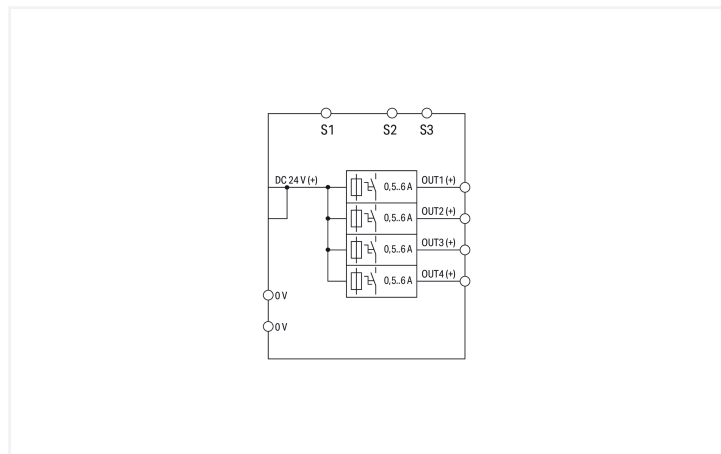 S1 S2 S3
DC 24 V (+)
0,5..6 A OUT1 (+)
0,5..6 A OUT2 (+)
0,5..6 A OUT3 (+)
0,5..6 A OUT4 (+)
0 V
0 V